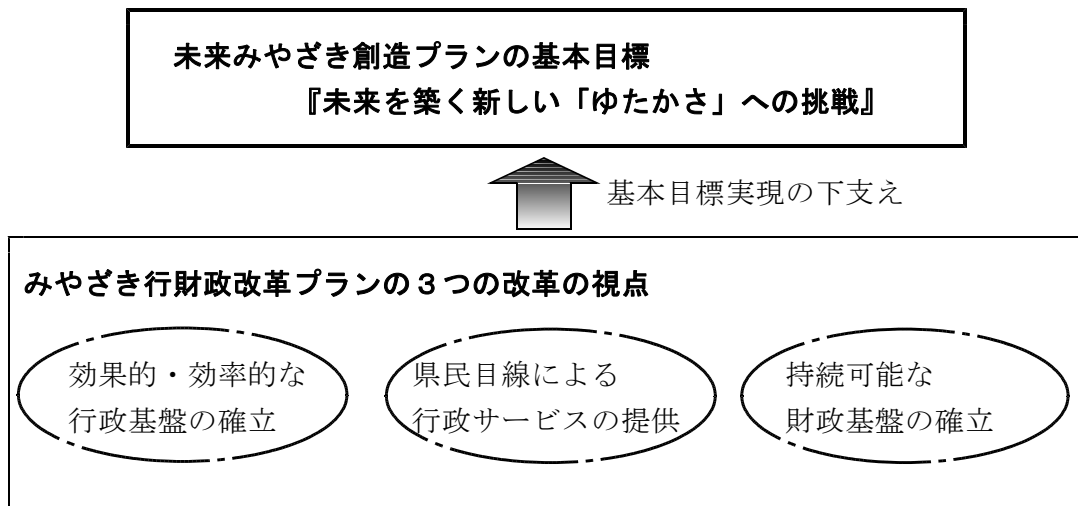 未来みやざき創造プランの基本目標
『未来を築く新しい「ゆたかさ」への挑戦』
基本目標実現の下支え
みやざき行財政改革プランの３つの改革の視点
効果的・効率的な
行政基盤の確立
県民目線による
行政サービスの提供
持続可能な
財政基盤の確立